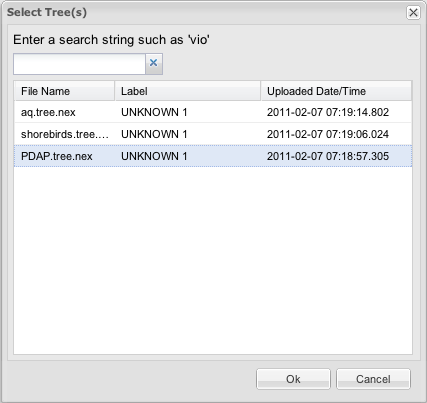 Select Tree(s)
Enter a search string such as 'vio'
File Name Label Uploaded Date/Time
aq.tree.nex UNKNOWN 1 2011-02-07 07:19:14.802
shorebirds.tree.... UNKNOWN 1 2011-02-07 07:19:06.024
PDAP.tree.nex UNKNOWN 1 2011-02-07 07:18:57.305
Ok Cancel